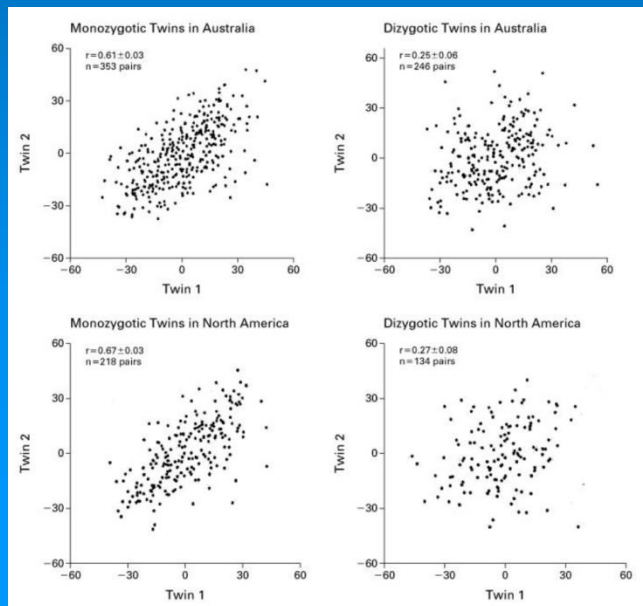 Monozygotic Twins in Australia
60
r=0.61±0.03
n=353 pairs
30
0
−30
−60
Twin 2
−60 −30 0 30 60
Twin 1
Dizygotic Twins in Australia
60
r=0.25±0.06
n=246 pairs
30
0
−30
−60
Twin 2
−60 −30 0 30 60
Twin 1
Monozygotic Twins in North America
60
r=0.67±0.03
n=218 pairs
30
0
−30
−60
Twin 2
−60 −30 0 30 60
Twin 1
Dizygotic Twins in North America
60
r=0.27±0.08
n=134 pairs
30
0
−30
−60
Twin 2
−60 −30 0 30 60
Twin 1